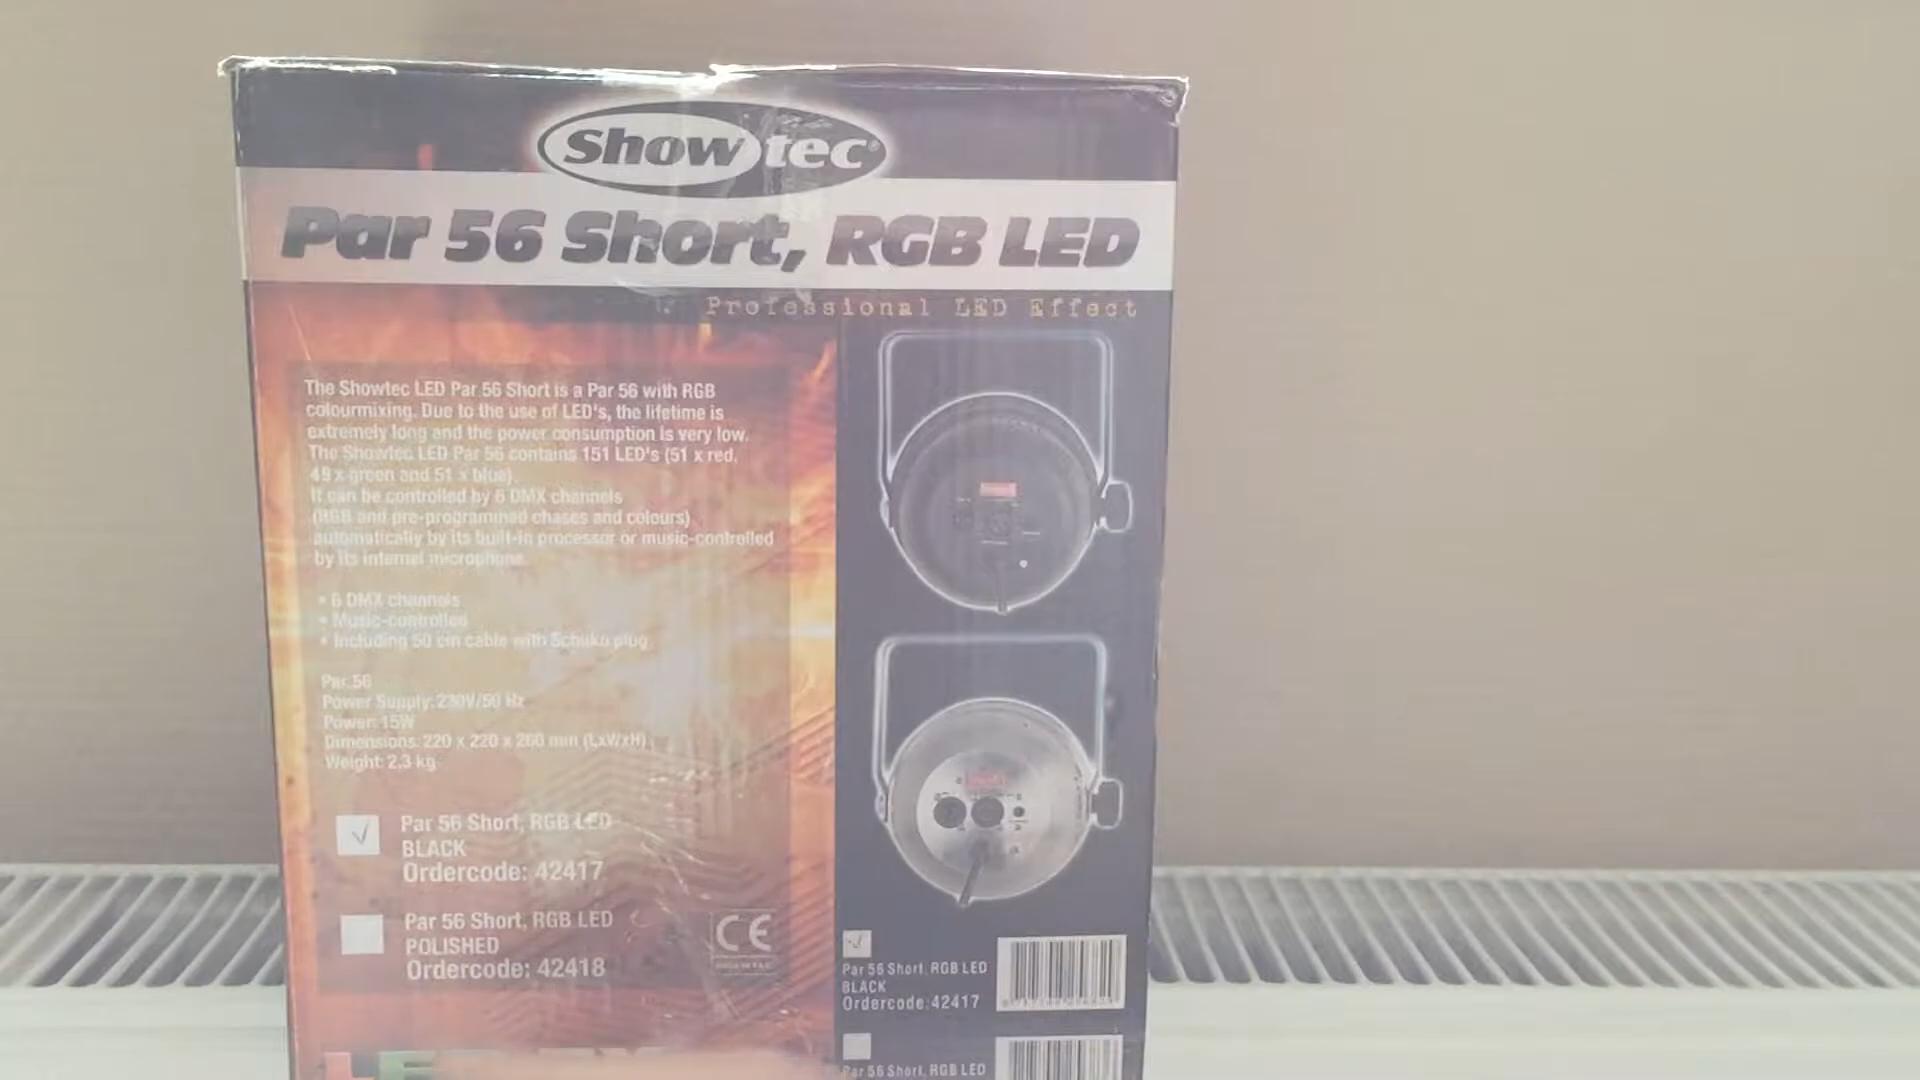 Showtec®
Par 56 Short, RGB LED
Professional LED Effect
The Showtec LED Par 56 Short is a Par 56 with RGB
colourmixing. Due to the use of LED's, the lifetime is
extremely long and the power consumption is very low.
The Showtec LED Par 56 contains 151 LED's (51 x red,
49 x green and 51 x blue).
It can be controlled by 6 DMX channels
(RGB and pre-programmed chases and colours)
automatically by its built-in processor or music-controlled
by its internal microphone.
• 6 DMX channels
• Music-controlled
• Including 50 cm cable with Schuko plug
Par 56
Power Supply: 230V/50 Hz
Power: 15W
Dimensions: 220 x 220 x 260 mm (LxWxH)
Weight: 2.3 kg
Par 56 Short, RGB LED
BLACK
Ordercode: 42417
Par 56 Short, RGB LED
POLISHED
Ordercode: 42418
CE
Par 56 Short, RGB LED
BLACK
Ordercode: 42417
Par 56 Short, RGB LED